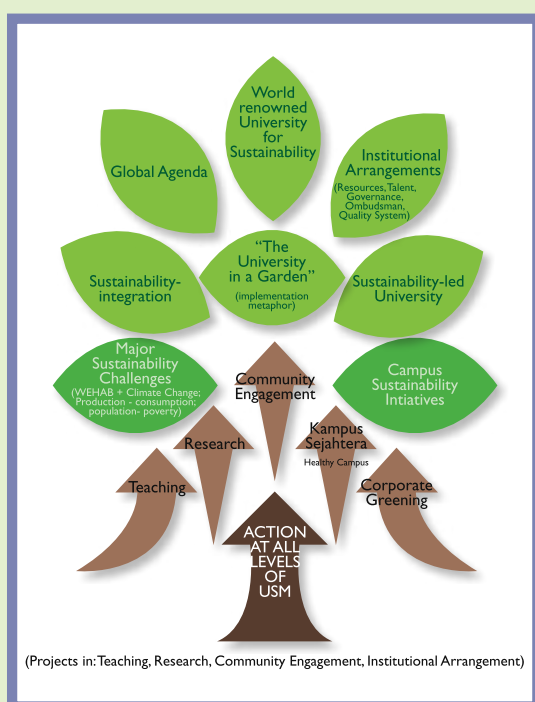 World
renowned
University
for
Sustainability
Global Agenda
Institutional
Arrangements
(Resources, Talent,
Governance,
Ombudsman,
Quality System)
Sustainability-
integration
"The
University
in a Garden"
(implementation
metaphor)
Sustainability-led
University
Major
Sustainability
Challenges
(WEHAB + Climate Change;
Production - consumption;
population- poverty)
Community
Engagement
Campus
Sustainability
Intiatives
Research
Kampus
Sejahtera
Healthy Campus
Teaching
Corporate
Greening
ACTION
AT ALL
LEVELS
OF
USM
(Projects in: Teaching, Research, Community Engagement, Institutional Arrangement)